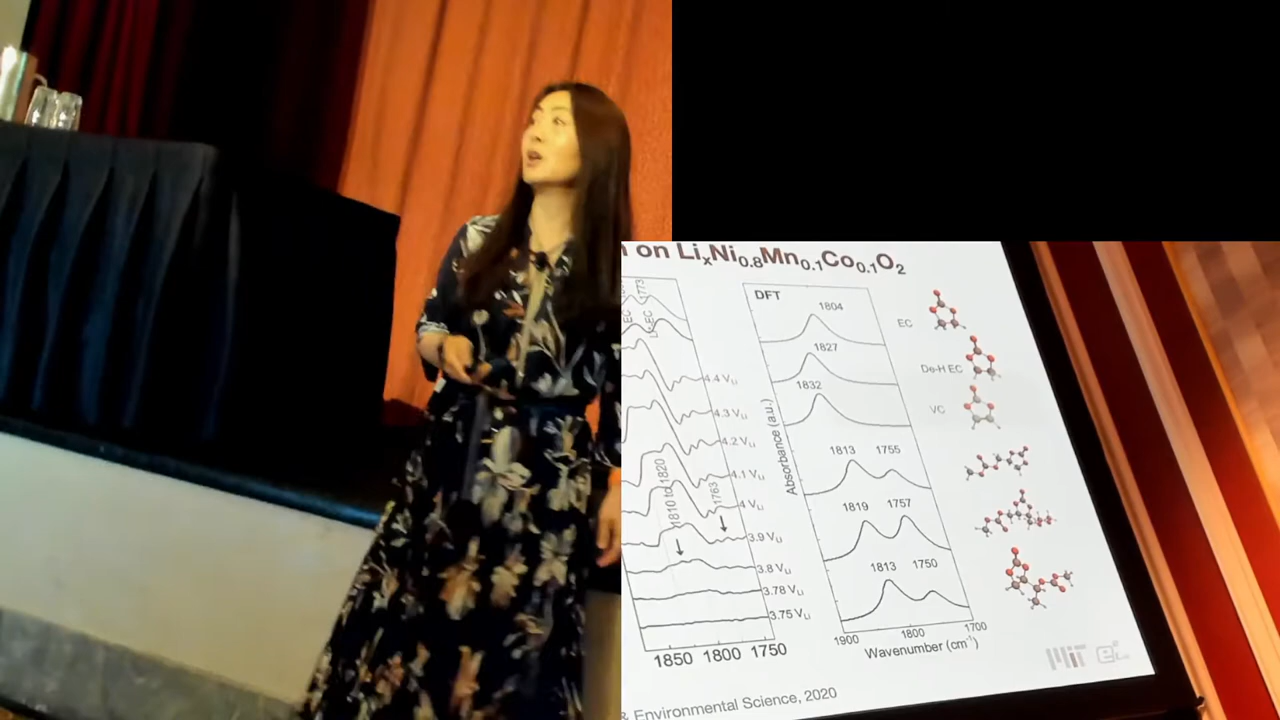 on LixNi0.8Mn0.1Co0.1O2
1773
EC
4.4 VLi
4.3 VLi
4.2 VLi
4.1 VLi
4 VLi
3.9 VLi
3.8 VLi
3.78 VLi
3.75 VLi
1810 to 1820
1763
1850 1800 1750
DFT
1804
1827
1832
1813 1755
1819 1757
1813 1750
Absorbance (a.u.)
1900 1800 1700
Wavenumber (cm-1)
EC
De-H EC
VC
MIT
& Environmental Science, 2020